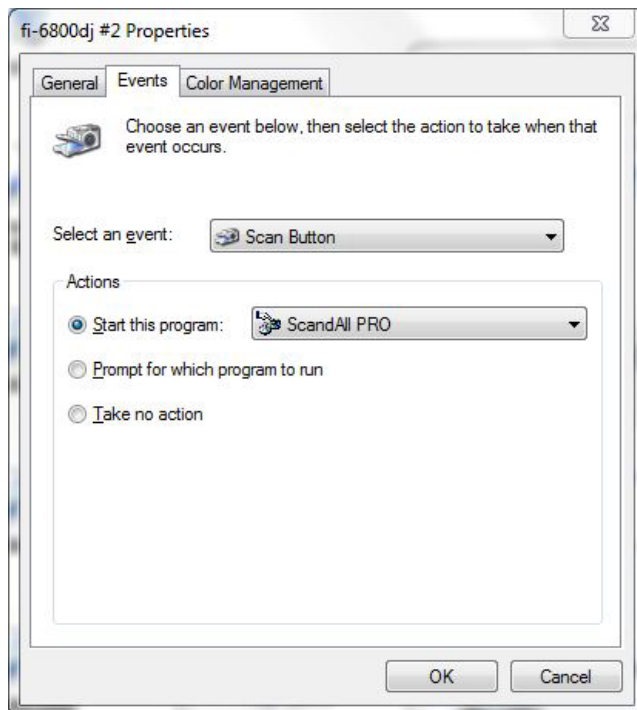 fi-6800dj #2 Properties
General Events Color Management
Choose an event below, then select the action to take when that
event occurs.
Select an event: Scan Button
Actions
Start this program: ScandAll PRO
Prompt for which program to run
Take no action
OK Cancel